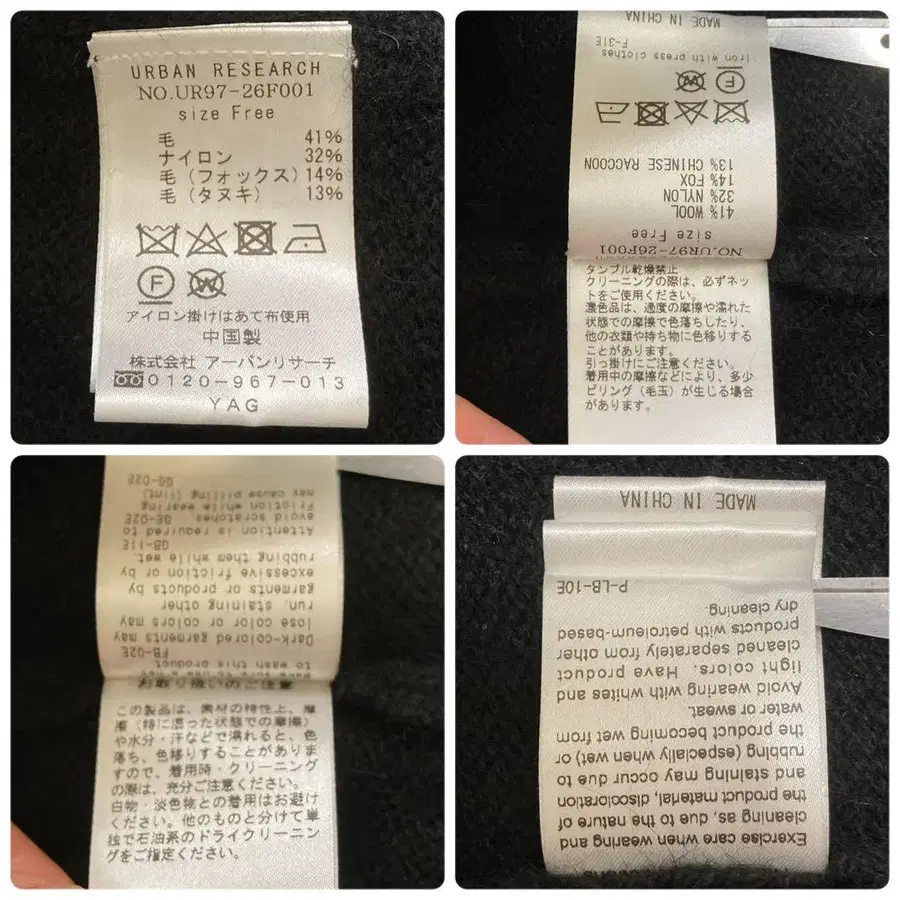 URBAN RESEARCH
NO.UR97-26F001
size Free
毛 41%
ナイロン 32%
毛(フォックス) 14%
毛(タヌキ) 13%
F
W
アイロン掛けはあて布使用
中国製
株式会社 アーバンリサーチ
0120-967-013
YAG
NO.UR97-26F001
size Free
41% WOOL
32% NYLON
14% FOX
13% CHINESE RACCOON
F
W
Iron with press clothes
F-31E
MADE IN CHINA
タンブル乾燥禁止
クリーニングの際は、必ずネッ
トをご使用ください。
濃色品は、過度の摩擦や濡れた
状態での摩擦で色落ちしたり、
他の衣類や持ち物に色移りする
ことがあります。
引っ掛けにご注意ください。
着用中の摩擦などにより、多少
ピリング(毛玉)が生じる場合
があります。
to wash this product
FB-02E
Dark-colored garments may
lose color or colors may
run, staining other
garments or products by
excessive friction or by
rubbing them while wet.
GB-11E
Attention is required to
avoid scratches GE-02E
Friction while wearing
may cause pilling (lint)
GG-02E
お取り扱いのご注意
この製品は、素材の特性上、摩
擦(特に湿った状態での摩擦)
や水分・汗などで濡れると、色
落ち、色移りすることがありま
すので、着用時・クリーニング
の際は、充分ご注意ください。
白物・淡色物との着用はお避け
ください。他のものと分けて単
独で石油系のドライクリーニン
グをご指定ください。
Exercise care when wearing and
cleaning, as, due to the nature of
the product material, discoloration
and staining may occur due to
rubbing (especially when wet) or
the product becoming wet from
water or sweat.
Avoid wearing with whites and
light colors. Have product
cleaned separately from other
products with petroleum-based
dry cleaning.
P-LB-10E
MADE IN CHINA